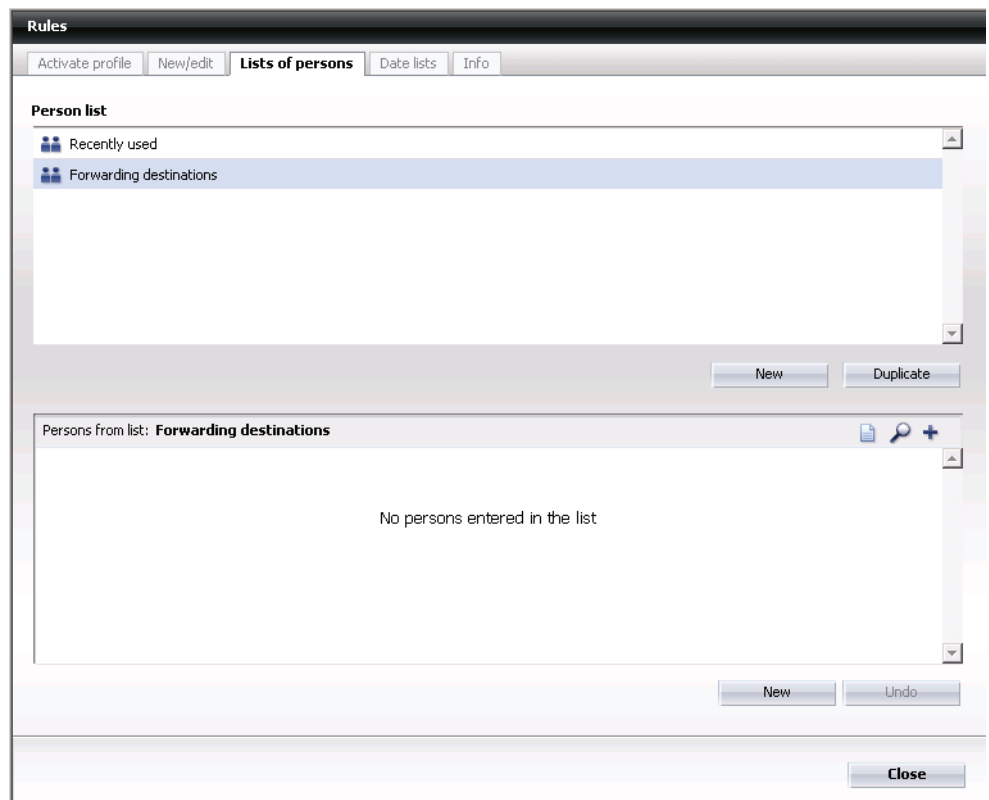 Rules
Activate profile New/edit Lists of persons Date lists Info
Person list
Recently used
Forwarding destinations
New Duplicate
Persons from list: Forwarding destinations
No persons entered in the list
New Undo
Close